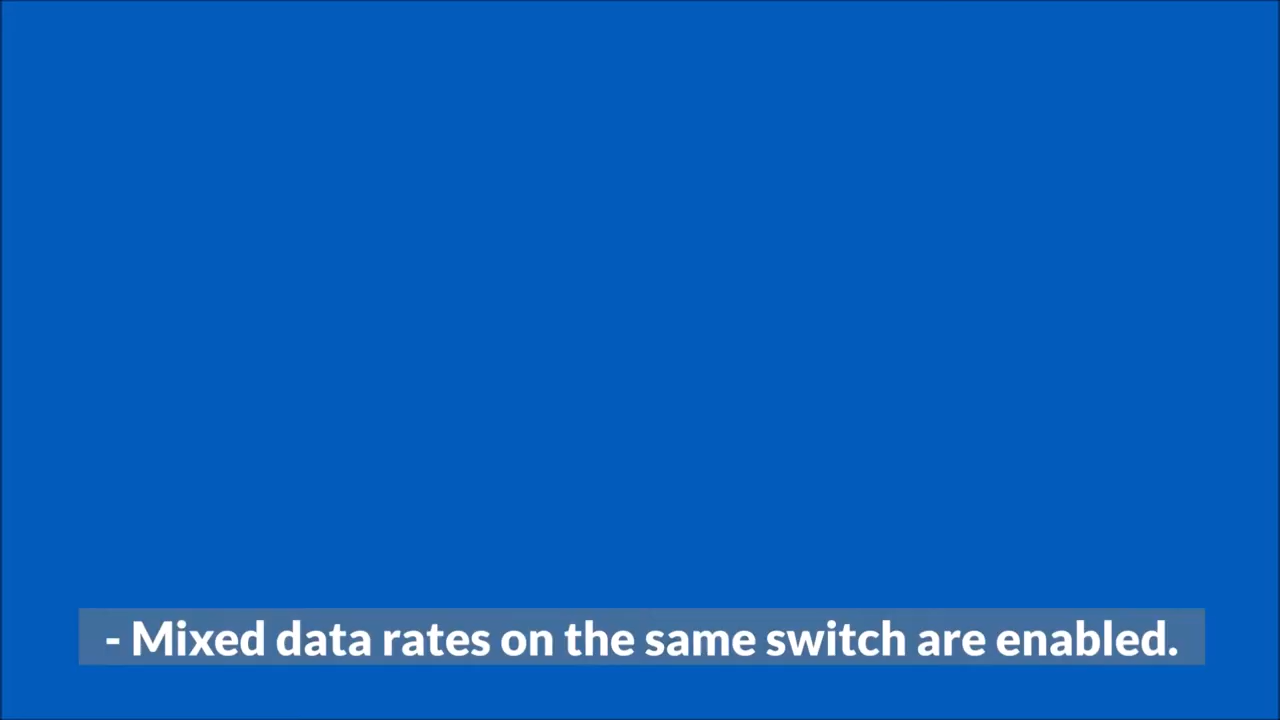 - Mixed data rates on the same switch are enabled.